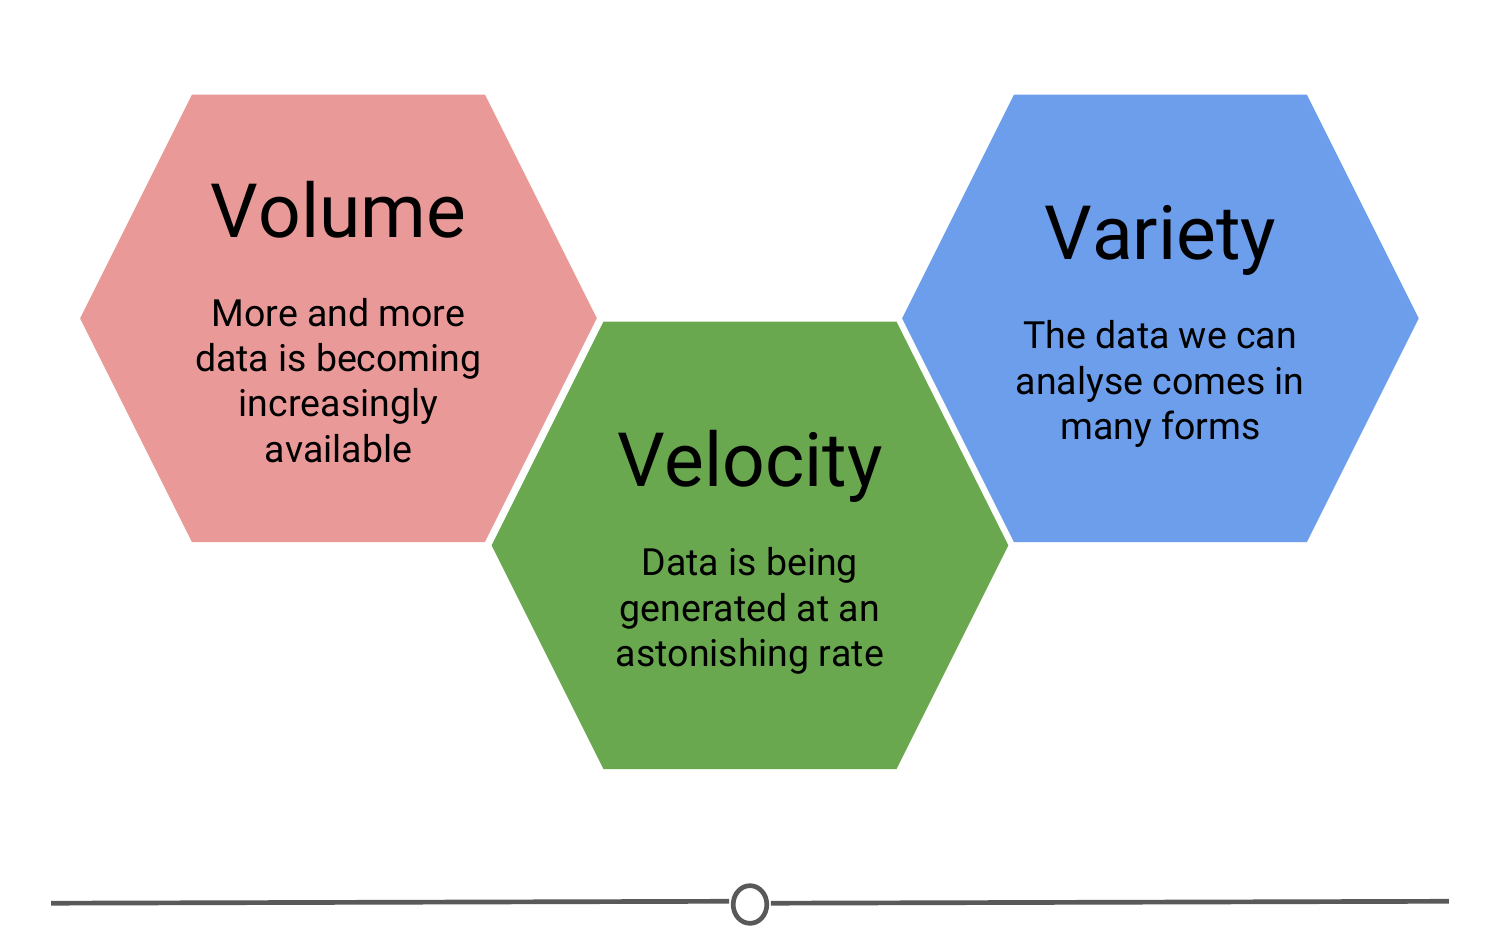 Volume
More and more
data is becoming
increasingly
available
Velocity
Data is being
generated at an
astonishing rate
Variety
The data we can
analyse comes in
many forms